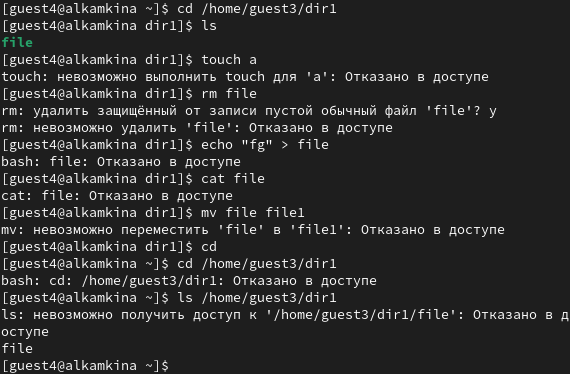 [guest4@alkamkina ~]$ cd /home/guest3/dir1
[guest4@alkamkina dir1]$ ls
file
[guest4@alkamkina dir1]$ touch a
touch: невозможно выполнить touch для 'a': Отказано в доступе
[guest4@alkamkina dir1]$ rm file
rm: удалить защищённый от записи пустой обычный файл 'file'? y
rm: невозможно удалить 'file': Отказано в доступе
[guest4@alkamkina dir1]$ echo "fg" > file
bash: file: Отказано в доступе
[guest4@alkamkina dir1]$ cat file
cat: file: Отказано в доступе
[guest4@alkamkina dir1]$ mv file file1
mv: невозможно переместить 'file' в 'file1': Отказано в доступе
[guest4@alkamkina dir1]$ cd
[guest4@alkamkina ~]$ cd /home/guest3/dir1
bash: cd: /home/guest3/dir1: Отказано в доступе
[guest4@alkamkina ~]$ ls /home/guest3/dir1
ls: невозможно получить доступ к '/home/guest3/dir1/file': Отказано в д
оступе
file
[guest4@alkamkina ~]$